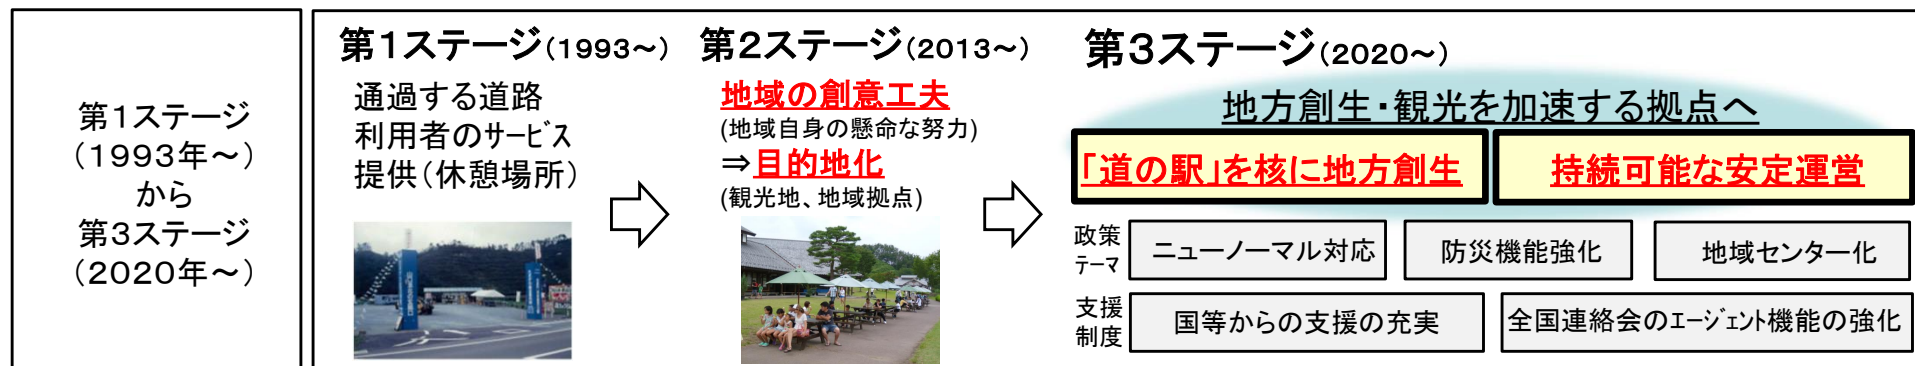 第1ステージ
（1993年～）
から
第3ステージ
（2020年～）
第1ステージ(1993～)
通過する道路
利用者のサービス
提供（休憩場所）
第2ステージ(2013～)
地域の創意工夫
(地域自身の懸命な努力)
⇒目的地化
(観光地、地域拠点)
第3ステージ(2020～)
地方創生・観光を加速する拠点へ
「道の駅」を核に地方創生
持続可能な安定運営
政策
テーマ
ニューノーマル対応
防災機能強化
地域センター化
支援
制度
国等からの支援の充実
全国連絡会のエージェント機能の強化